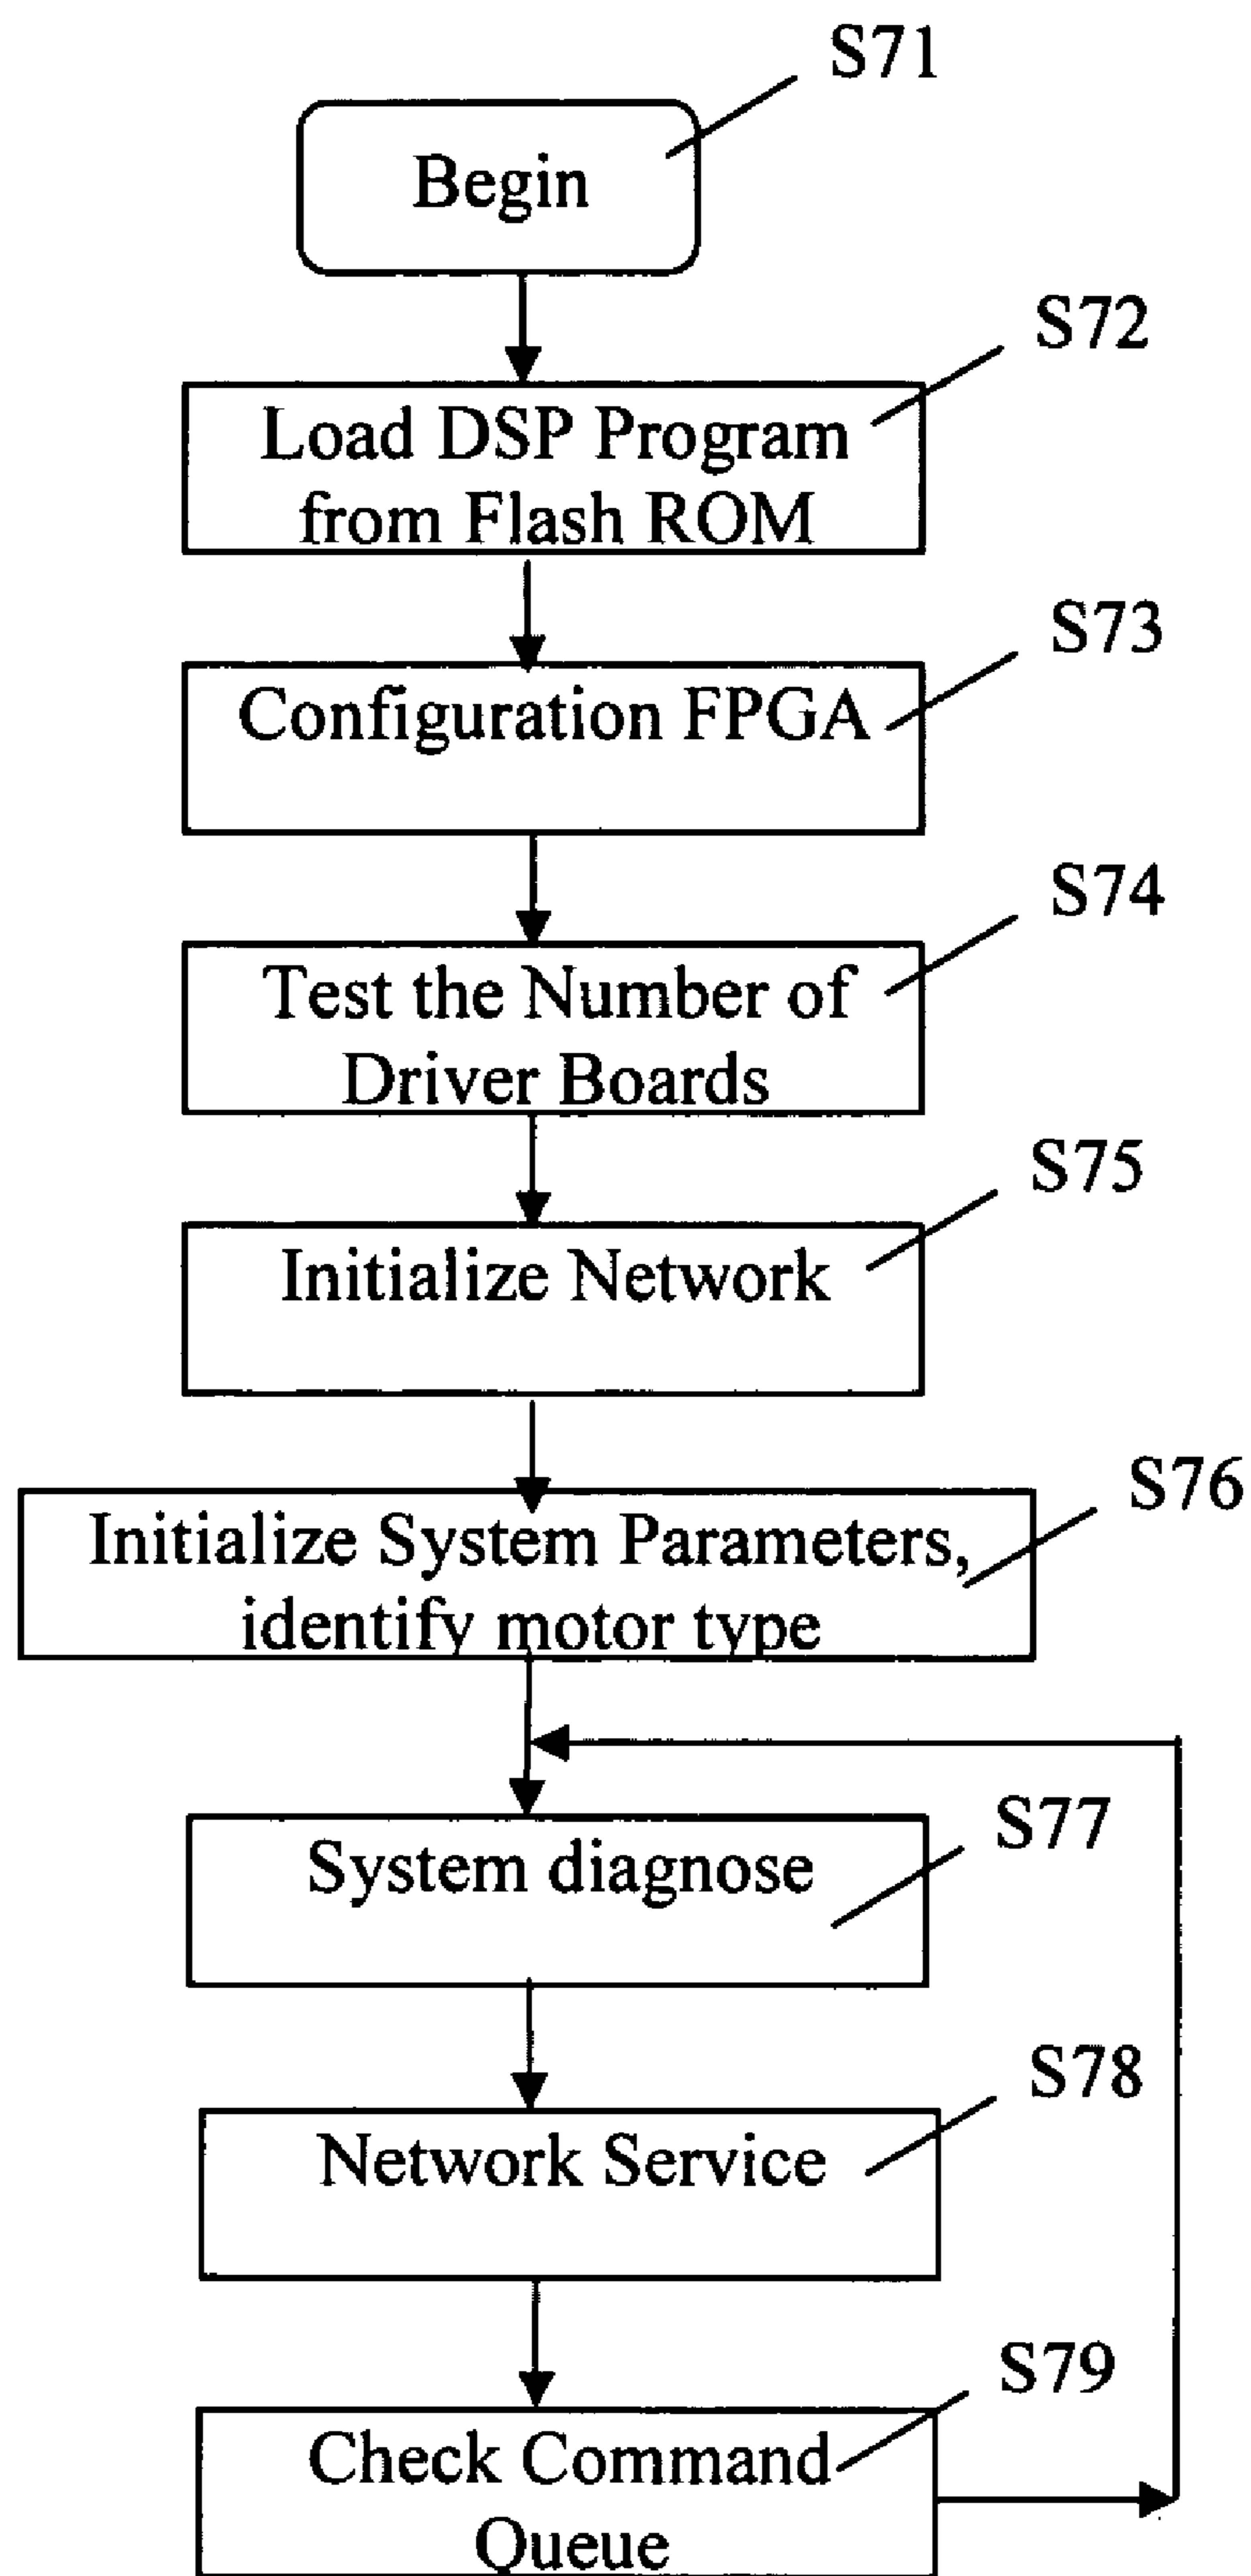 S71
Begin
S72
Load DSP Program
from Flash ROM
S73
Configuration FPGA
S74
Test the Number of
Driver Boards
S75
Initialize Network
S76
Initialize System Parameters,
identify motor type
S77
System diagnose
S78
Network Service
S79
Check Command
Queue